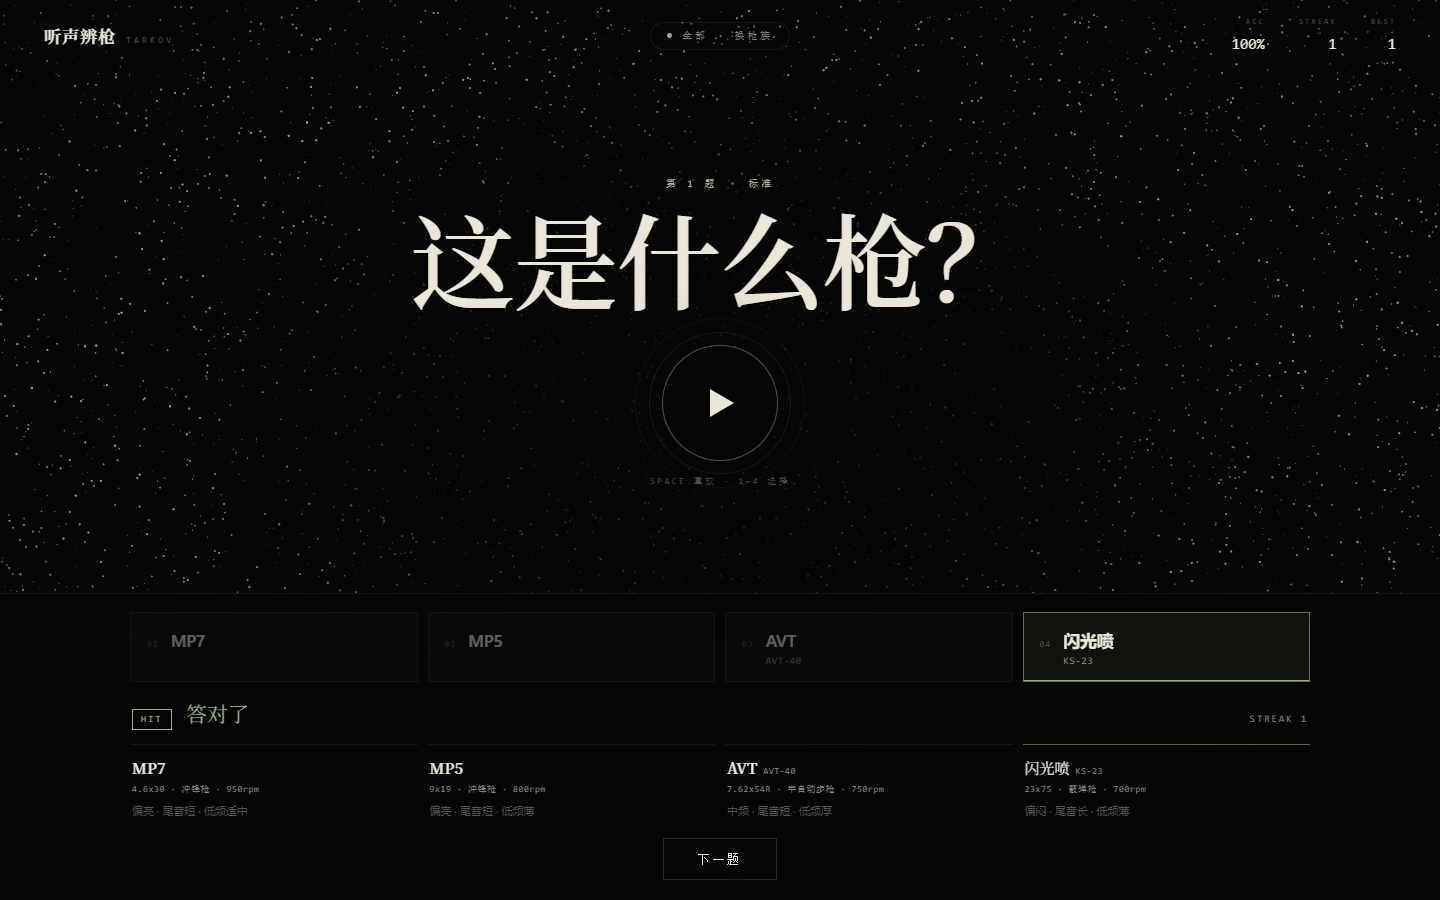 听声辨枪 TARKOV
全部 · 换枪族
ACC STREAK BEST
100% 1 1
第 1 题 · 标准
这是什么枪?
SPACE 重放 · 1-4 选择
01 MP7
02 MP5
03 AVT
AVT-40
04 闪光喷
KS-23
HIT 答对了
STREAK 1
MP7
4.6x30 · 冲锋枪 · 950rpm
偏亮 · 尾音短 · 低频适中
MP5
9x19 · 冲锋枪 · 800rpm
偏亮 · 尾音短 · 低频薄
AVT AVT-40
7.62x54R · 半自动步枪 · 750rpm
中频 · 尾音短 · 低频厚
闪光喷 KS-23
23x75 · 霰弹枪 · 700rpm
偏闷 · 尾音长 · 低频薄
下一题